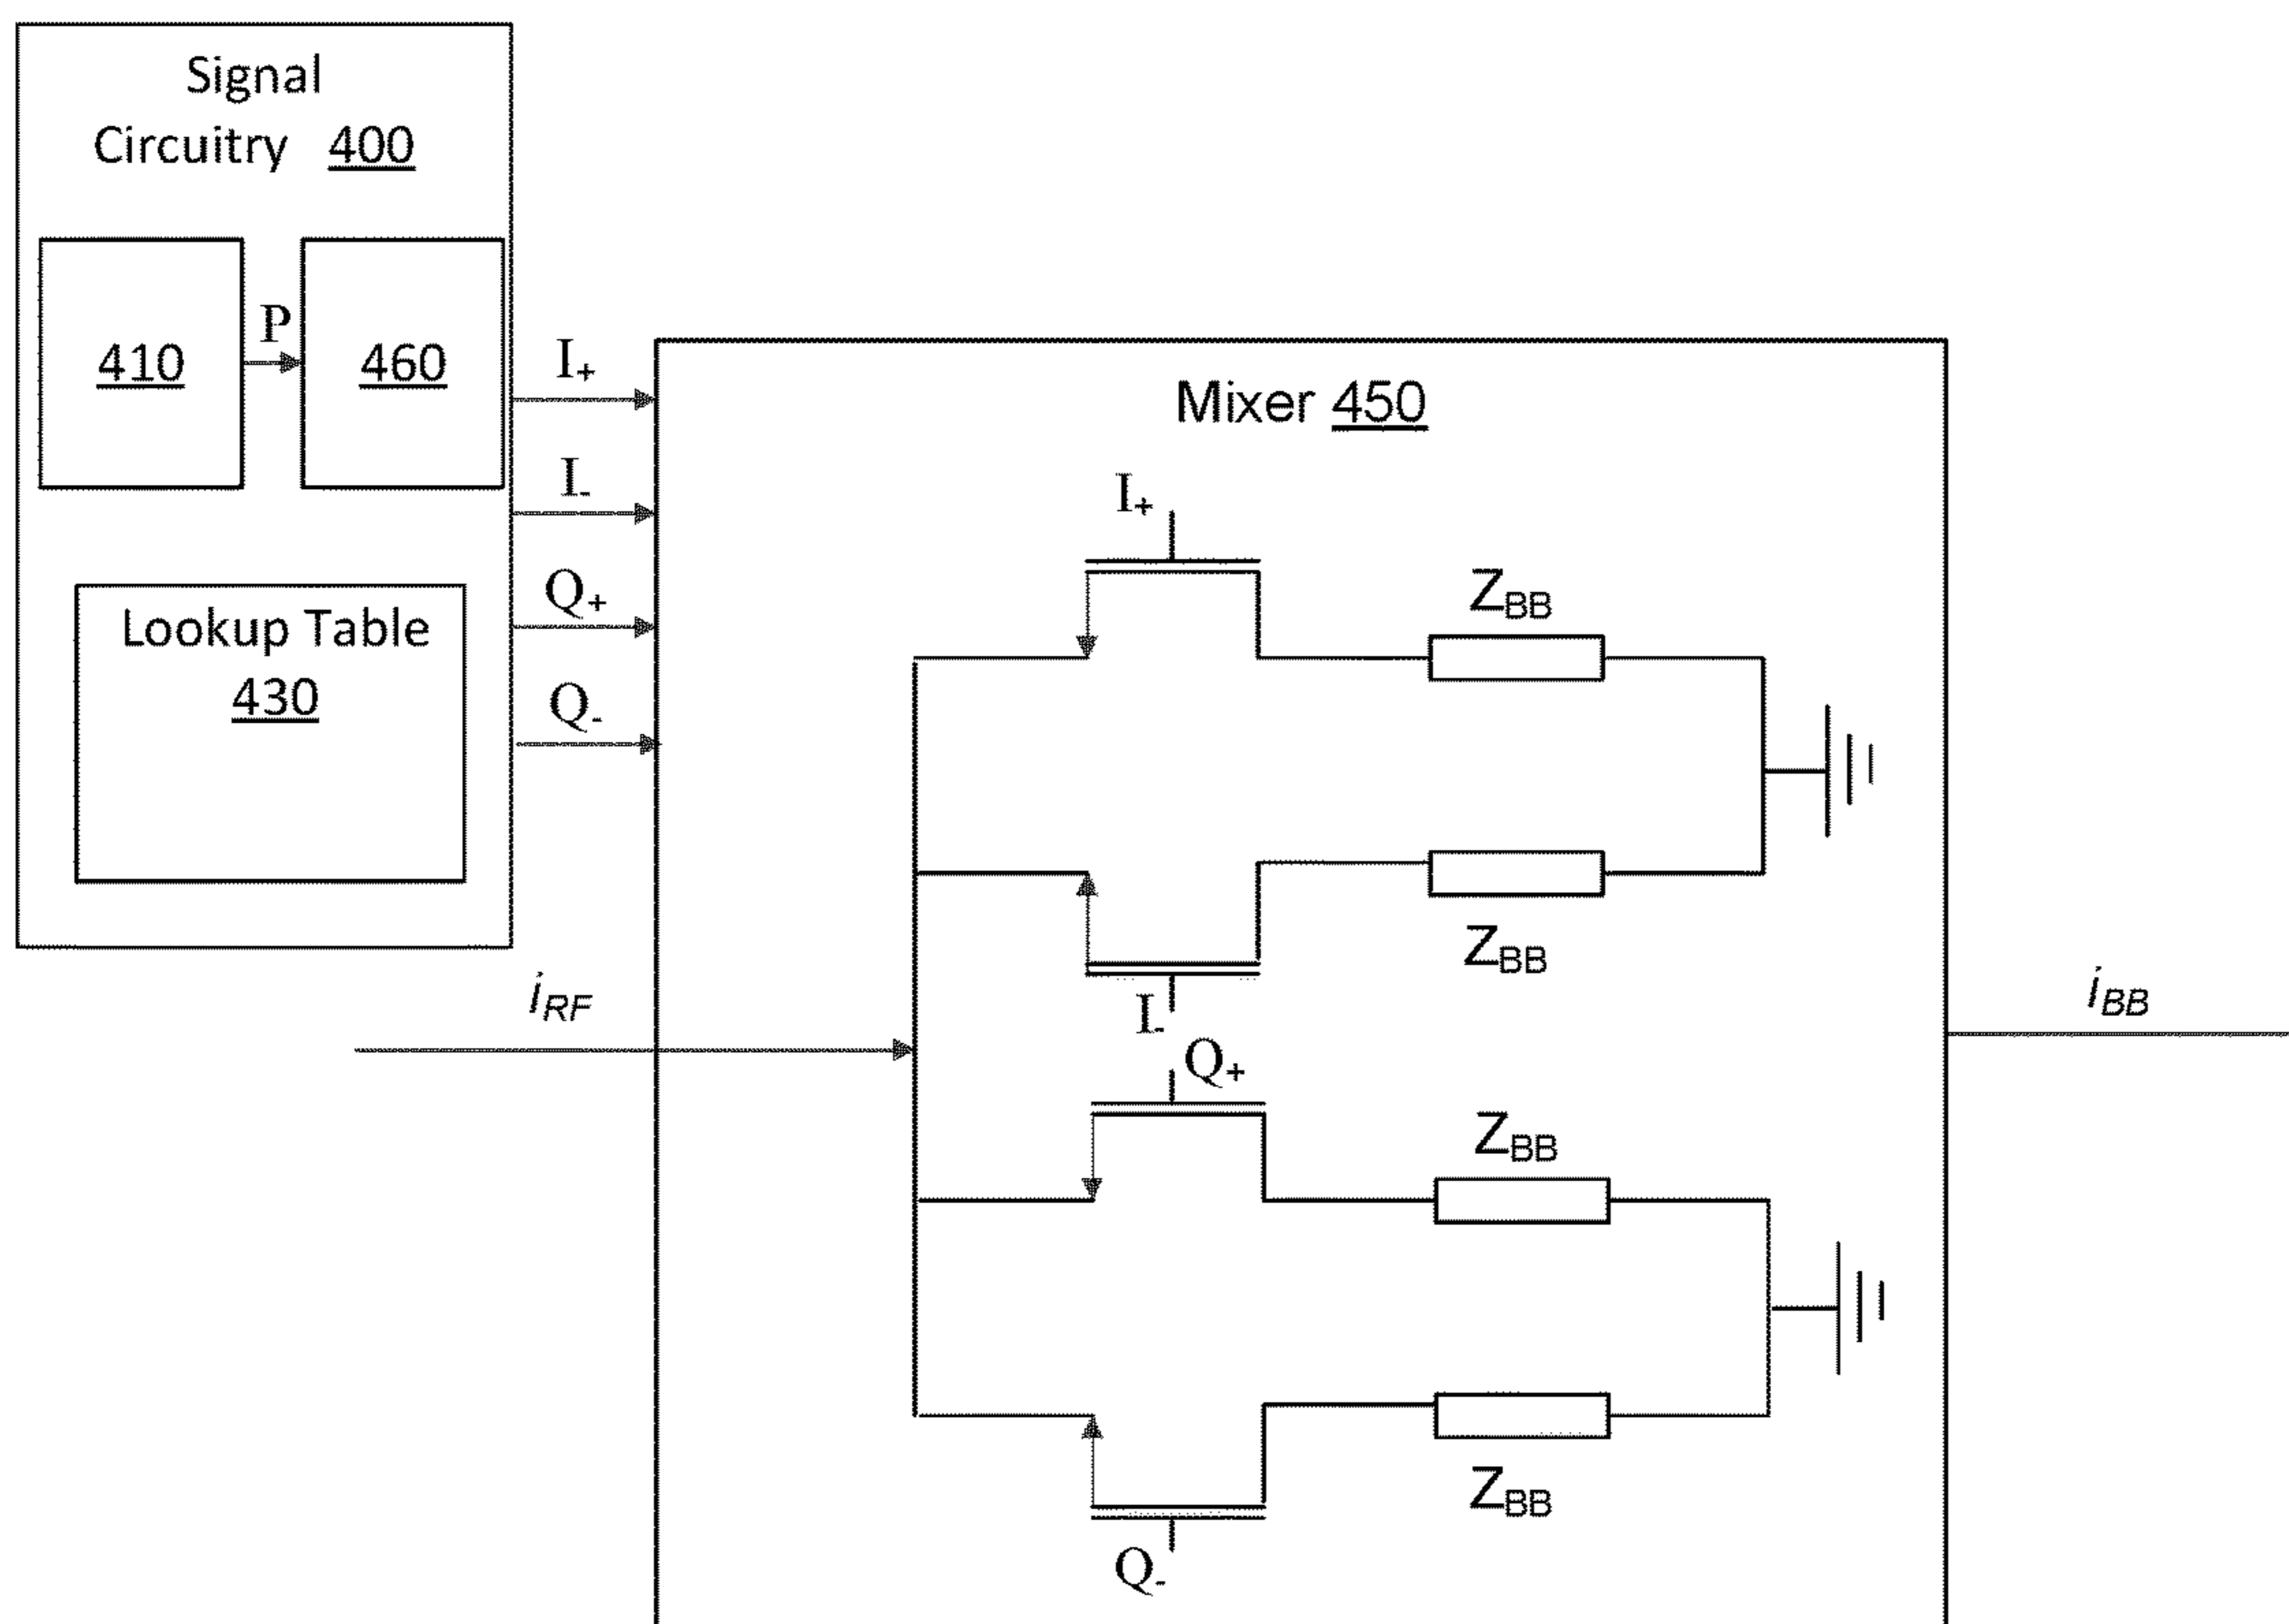 Signal
Circuitry 400
410
P
460
I+
I-
Q+
Q-
Lookup Table
430
iRF
Mixer 450
I+
ZBB
ZBB
I-
Q+
ZBB
ZBB
Q-
iBB